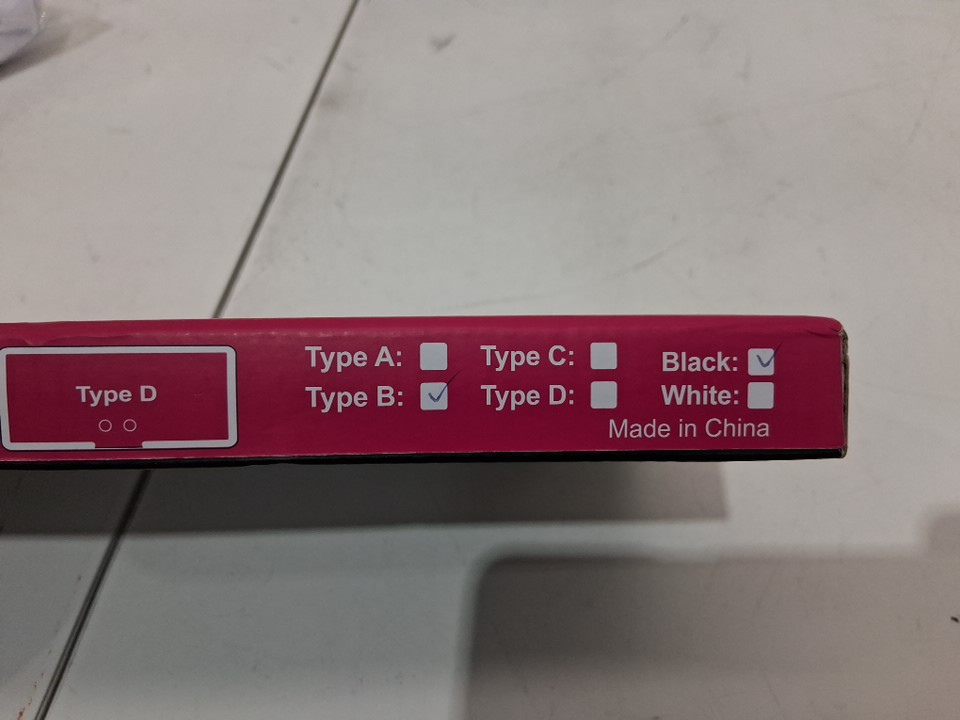 Type D
Type A: Type C: Black:
Type B: Type D: White:
Made in China